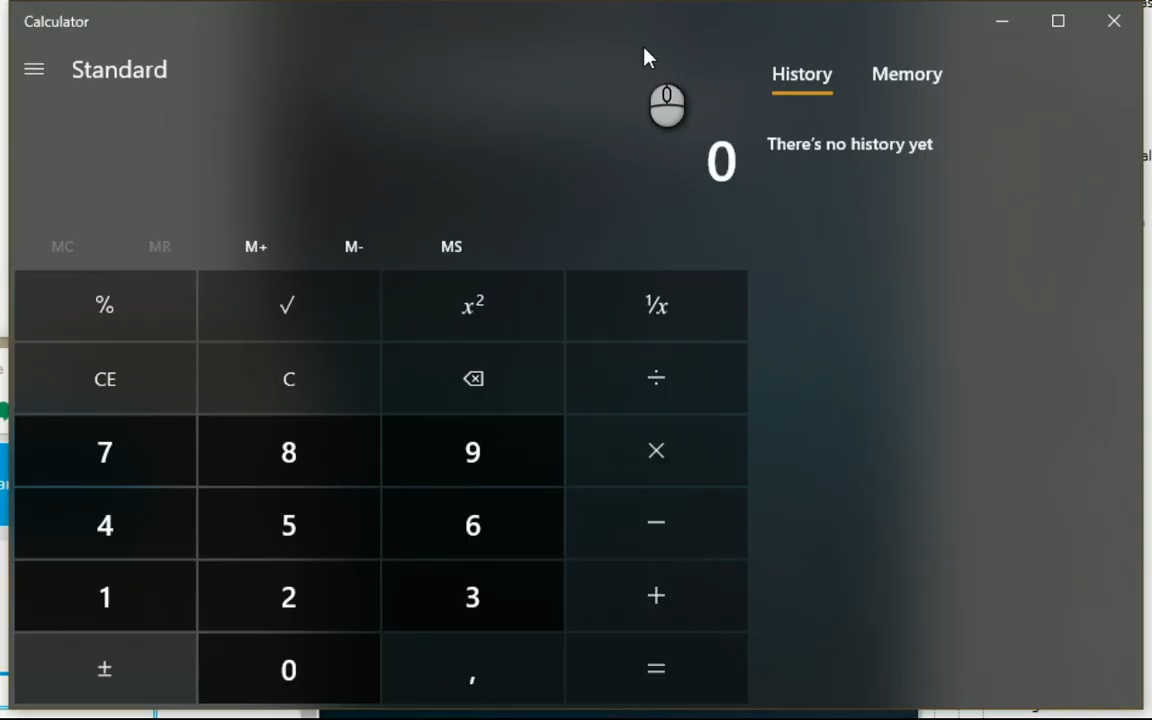 Calculator
Standard
History Memory
0
There's no history yet
MC MR M+ M- MS
% √ x² ¹/x
CE C ÷
7 8 9 ×
4 5 6 −
1 2 3 +
± 0 , =